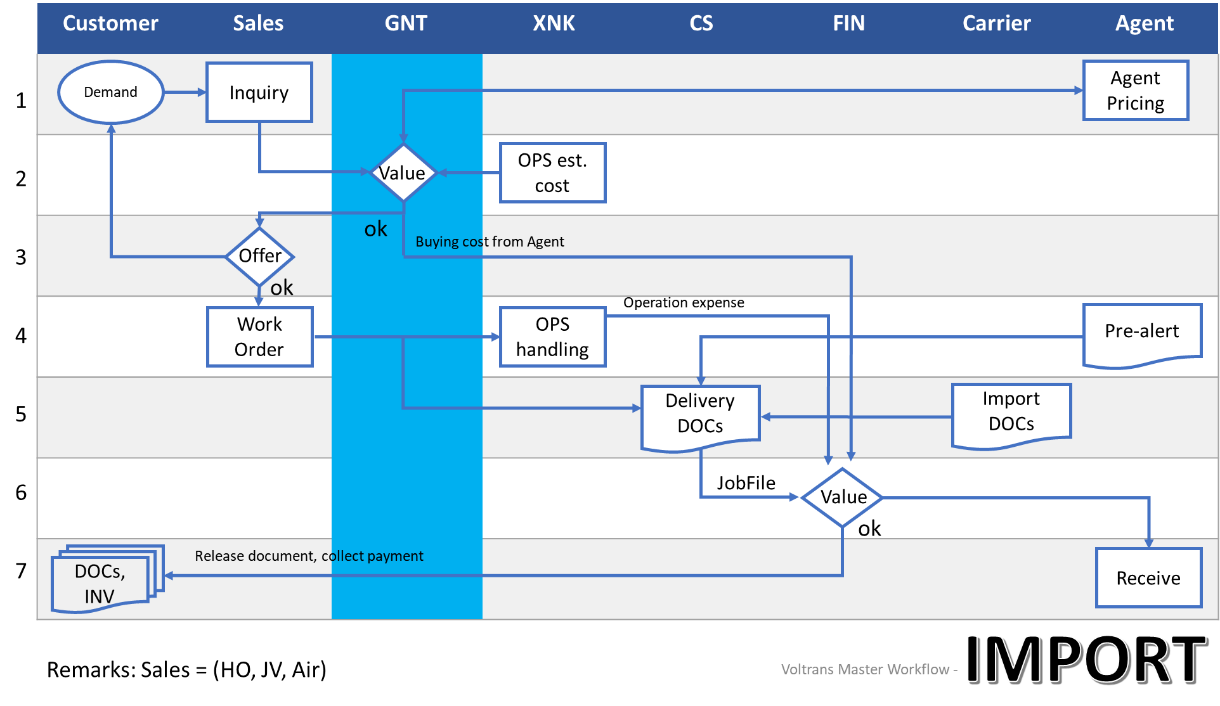 Customer Sales GNT XNK CS FIN Carrier Agent
1
Demand
Inquiry
Agent
Pricing
2
Value
OPS est.
cost
ok
3
Offer
Buying cost from Agent
ok
4
Work
Order
OPS
handling
Operation expense
Pre-alert
5
Delivery
DOCs
Import
DOCs
6
JobFile
Value
ok
7
DOCs,
INV
Release document, collect payment
Receive
Remarks: Sales = (HO, JV, Air)
Voltrans Master Workflow - IMPORT